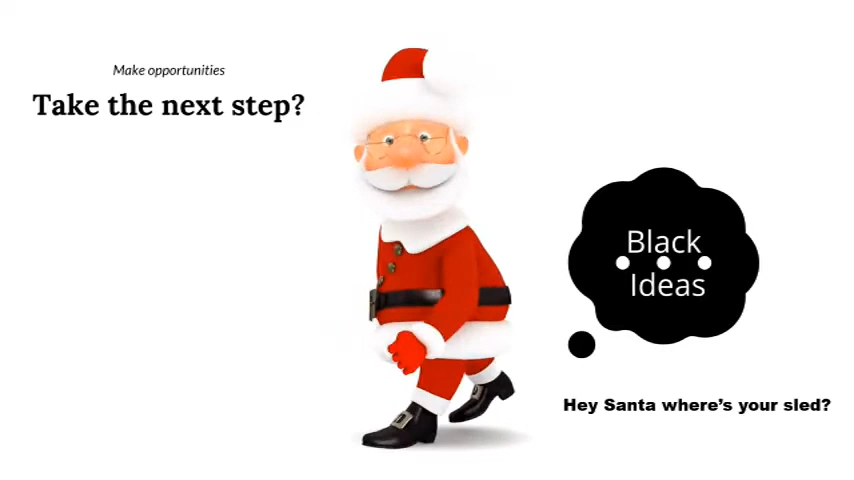 Make opportunities
Take the next step?
Black
Ideas
Hey Santa where's your sled?